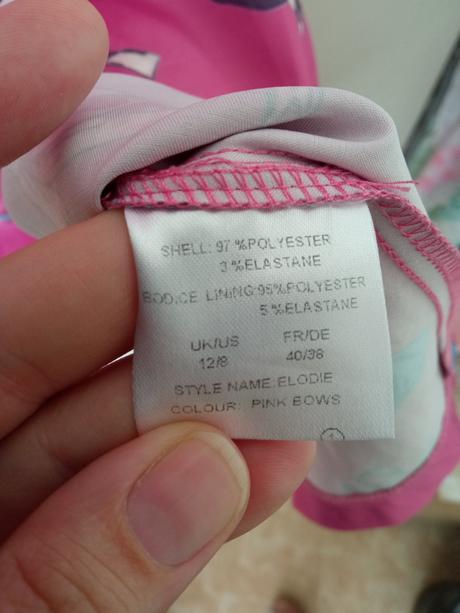 SHELL: 97 %POLYESTER
3 %ELASTANE
BODICE LINING:95%POLYESTER
5 %ELASTANE
UK/US FR/DE
12/8 40/38
STYLE NAME:ELODIE
COLOUR: PINK BOWS
1